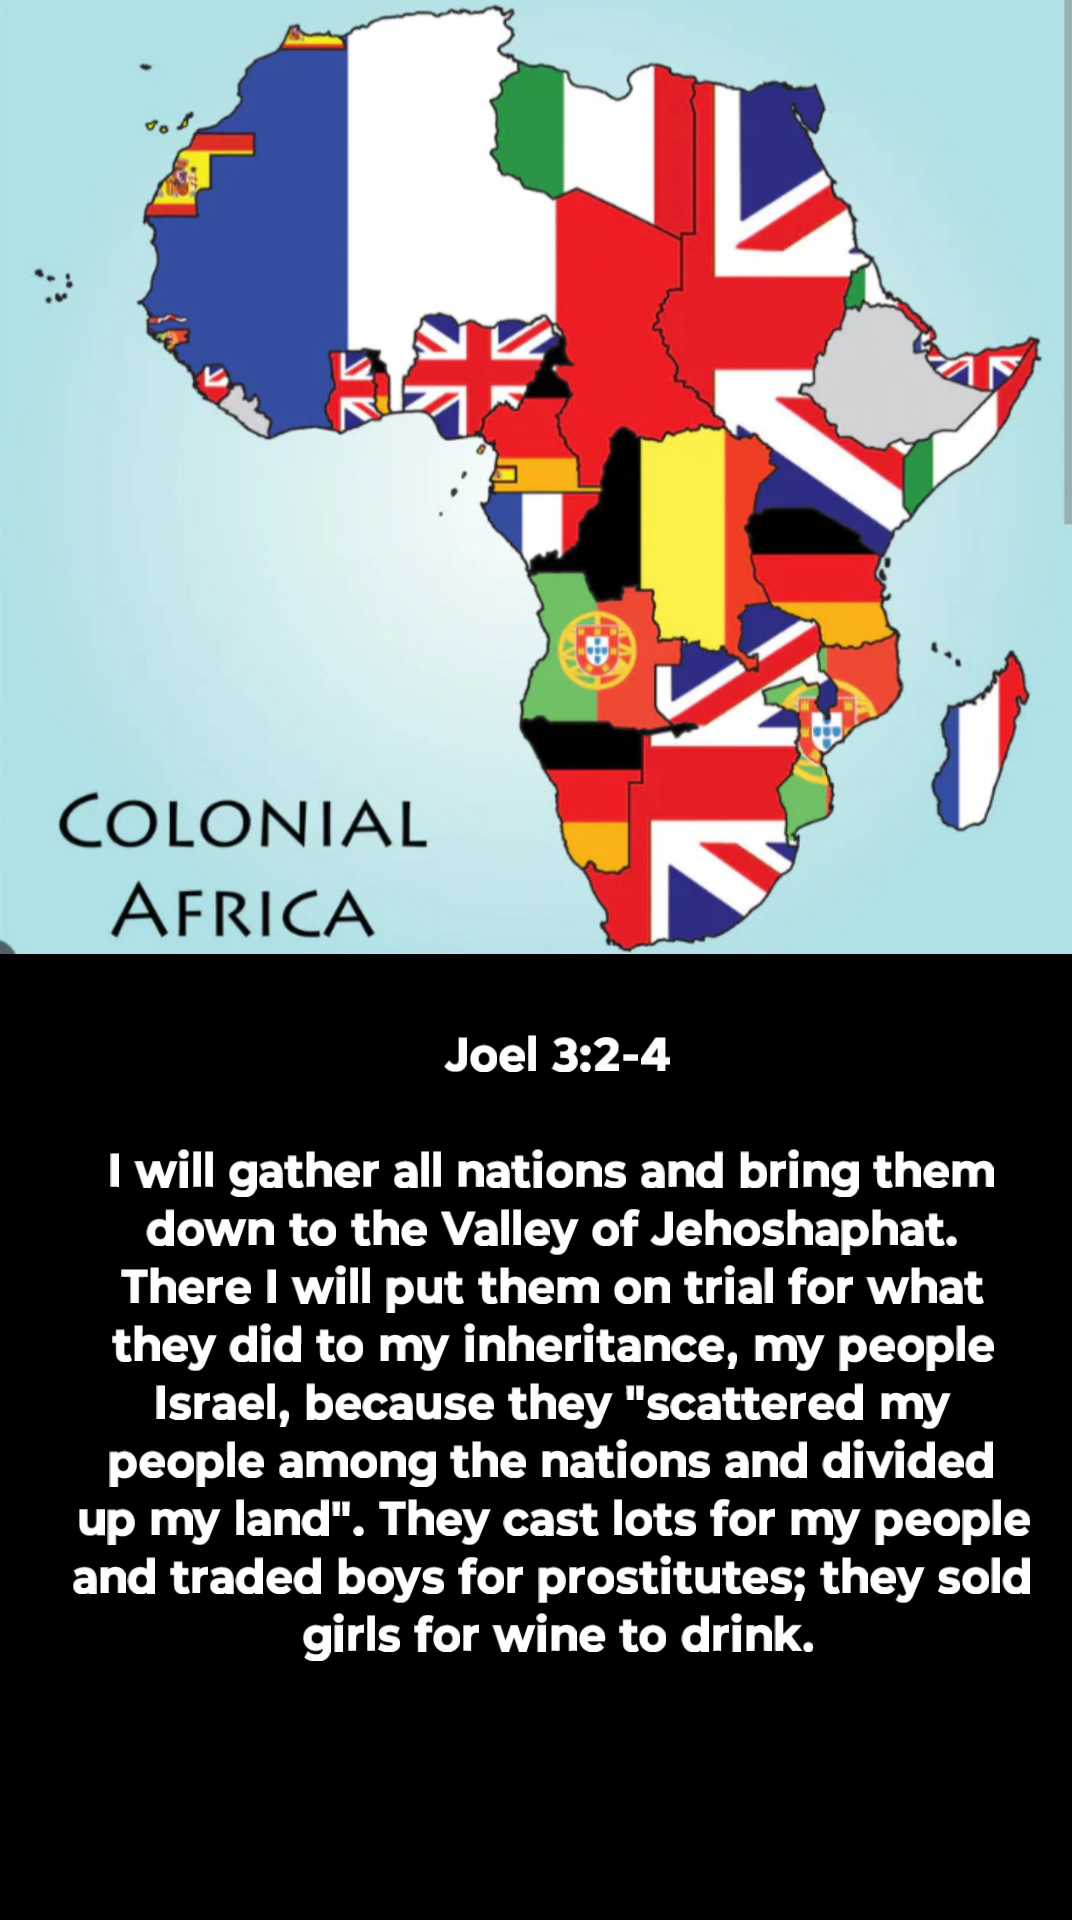 COLONIAL
AFRICA
Joel 3:2-4
I will gather all nations and bring them
down to the Valley of Jehoshaphat.
There I will put them on trial for what
they did to my inheritance, my people
Israel, because they "scattered my
people among the nations and divided
up my land". They cast lots for my people
and traded boys for prostitutes; they sold
girls for wine to drink.